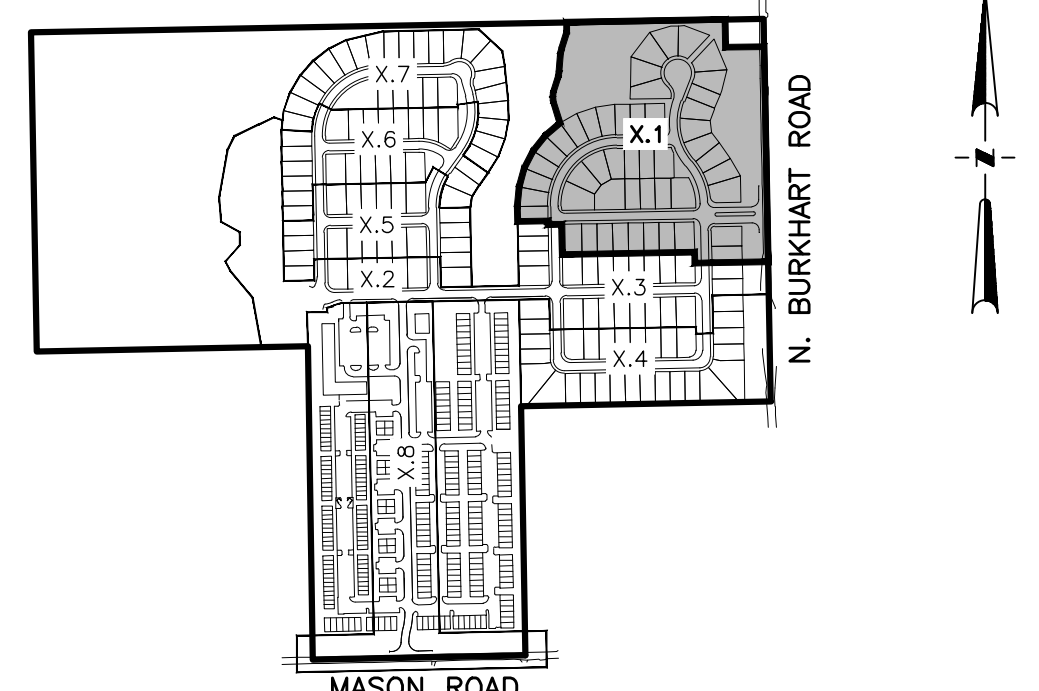 X.7
X.6
X.1
X.5
X.2
X.3
X.4
X.8
N. BURKHART ROAD
N
MASON ROAD